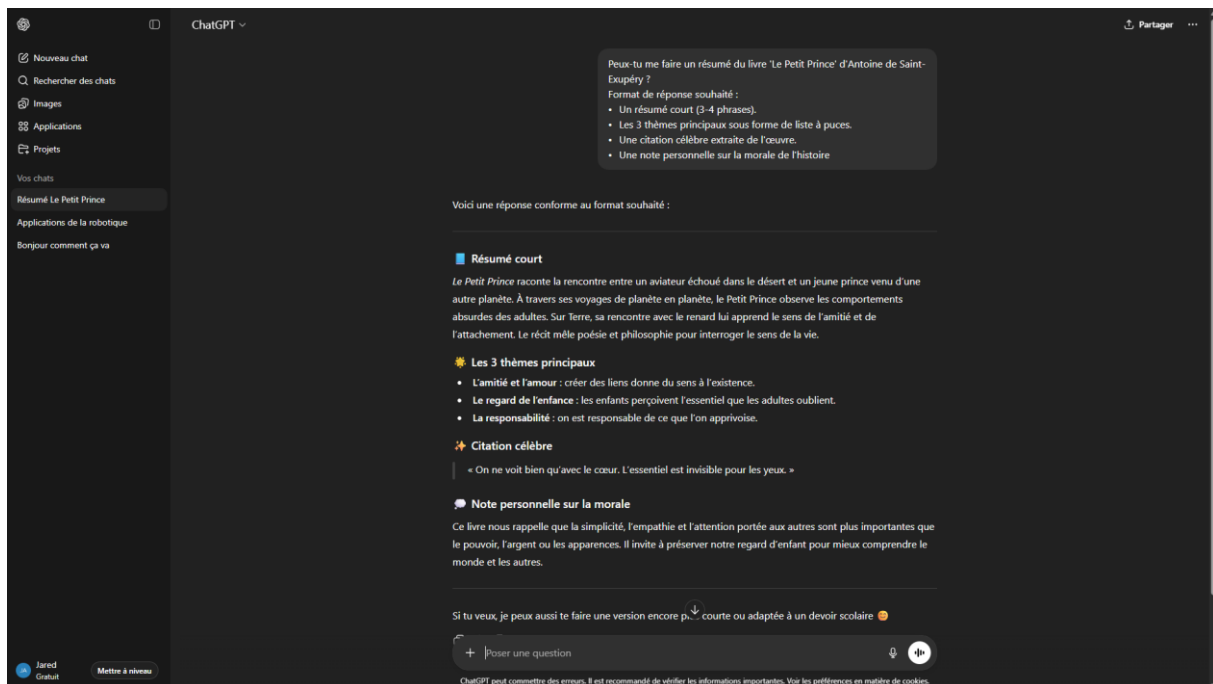 ChatGPT
Partager
Nouveau chat
Rechercher des chats
Images
Applications
Projets
Vos chats
Résumé Le Petit Prince
Applications de la robotique
Bonjour comment ça va
Peux-tu me faire un résumé du livre 'Le Petit Prince' d'Antoine de Saint-
Exupéry ?
Format de réponse souhaité :
• Un résumé court (3-4 phrases).
• Les 3 thèmes principaux sous forme de liste à puces.
• Une citation célèbre extraite de l'œuvre.
• Une note personnelle sur la morale de l'histoire
Voici une réponse conforme au format souhaité :
Résumé court
Le Petit Prince raconte la rencontre entre un aviateur échoué dans le désert et un jeune prince venu d'une
autre planète. À travers ses voyages de planète en planète, le Petit Prince observe les comportements
absurdes des adultes. Sur Terre, sa rencontre avec le renard lui apprend le sens de l'amitié et de
l'attachement. Le récit mêle poésie et philosophie pour interroger le sens de la vie.
Les 3 thèmes principaux
• L'amitié et l'amour : créer des liens donne du sens à l'existence.
• Le regard de l'enfance : les enfants perçoivent l'essentiel que les adultes oublient.
• La responsabilité : on est responsable de ce que l'on apprivoise.
Citation célèbre
« On ne voit bien qu'avec le cœur. L'essentiel est invisible pour les yeux. »
Note personnelle sur la morale
Ce livre nous rappelle que la simplicité, l'empathie et l'attention portée aux autres sont plus importantes que
le pouvoir, l'argent ou les apparences. Il invite à préserver notre regard d'enfant pour mieux comprendre le
monde et les autres.
Si tu veux, je peux aussi te faire une version encore courte ou adaptée à un devoir scolaire
Poser une question
ChatGPT peut commettre des erreurs. Il est recommandé de vérifier les informations importantes. Voir les préférences en matière de cookies.
JA
Jared
Gratuit
Mettre à niveau